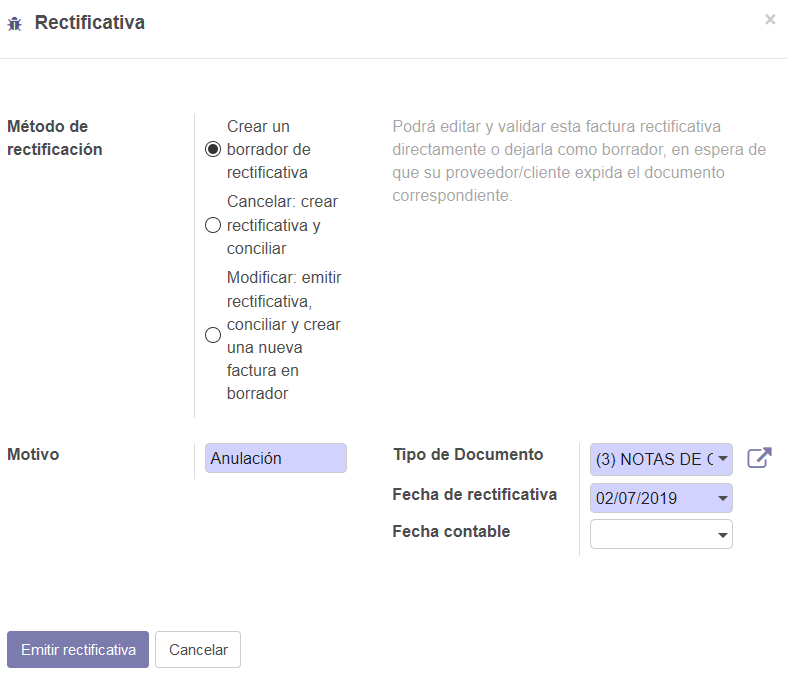 Rectificativa
×
Método de
rectificación
Crear un
borrador de
rectificativa
Cancelar: crear
rectificativa y
conciliar
Modificar: emitir
rectificativa,
conciliar y crear
una nueva
factura en
borrador
Podrá editar y validar esta factura rectificativa
directamente o dejarla como borrador, en espera de
que su proveedor/cliente expida el documento
correspondiente.
Motivo
Anulación
Tipo de Documento
(3) NOTAS DE
Fecha de rectificativa
02/07/2019
Fecha contable
Emitir rectificativa
Cancelar